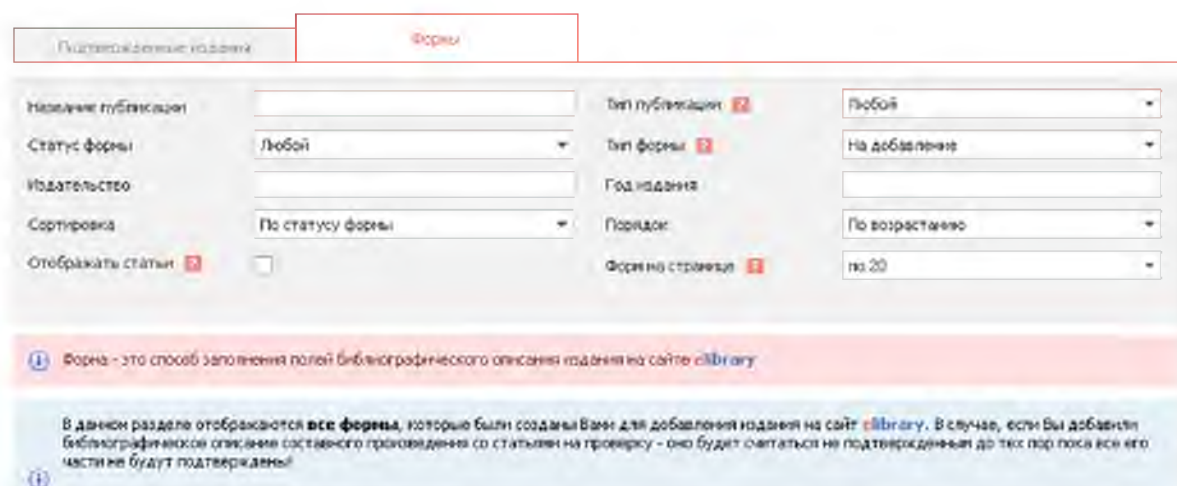 Подтвержденные издания
Формы
Название публикации
Тип публикации ? Любой
Статус формы Любой
Тип формы ? На добавление
Издательство
Год издания
Сортировка По статусу формы
Порядок По возрастанию
Отображать статьи ?
Форм на странице ? по 20
Форма - это способ заполнения полей библиографического описания издания на сайте elibrary
В данном разделе отображаются все формы, которые были созданы Вами для добавления издания на сайт elibrary. В случае, если Вы добавили
библиографическое описание составного произведения со статьями на проверку - оно будет считаться не подтвержденным до тех пор пока все его
части не будут подтверждены!